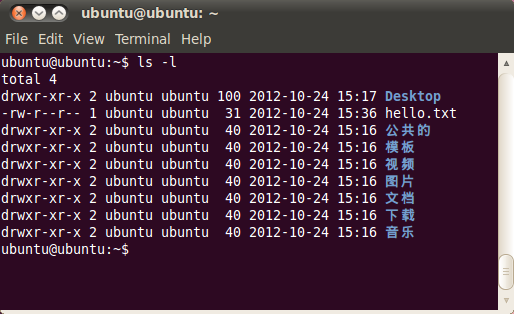 ubuntu@ubuntu: ~
File Edit View Terminal Help
ubuntu@ubuntu:~$ ls -l
total 4
drwxr-xr-x 2 ubuntu ubuntu 100 2012-10-24 15:17 Desktop
-rw-r--r-- 1 ubuntu ubuntu  31 2012-10-24 15:36 hello.txt
drwxr-xr-x 2 ubuntu ubuntu  40 2012-10-24 15:16 公共的
drwxr-xr-x 2 ubuntu ubuntu  40 2012-10-24 15:16 模板
drwxr-xr-x 2 ubuntu ubuntu  40 2012-10-24 15:16 视频
drwxr-xr-x 2 ubuntu ubuntu  40 2012-10-24 15:16 图片
drwxr-xr-x 2 ubuntu ubuntu  40 2012-10-24 15:16 文档
drwxr-xr-x 2 ubuntu ubuntu  40 2012-10-24 15:16 下载
drwxr-xr-x 2 ubuntu ubuntu  40 2012-10-24 15:16 音乐
ubuntu@ubuntu:~$